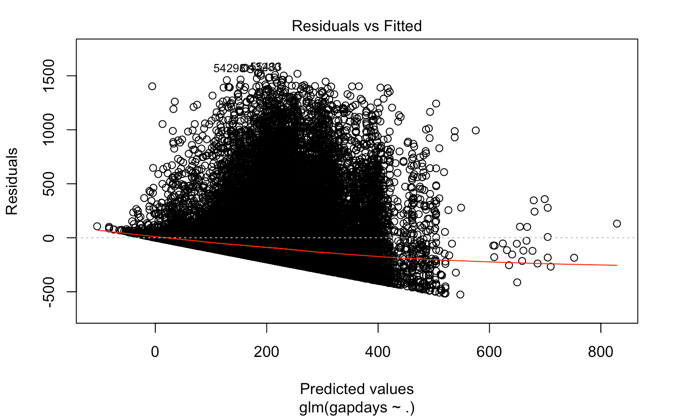 Residuals vs Fitted
Residuals
1500
1000
500
0
-500
0
200
400
600
800
Predicted values
glm(gapdays ~ .)